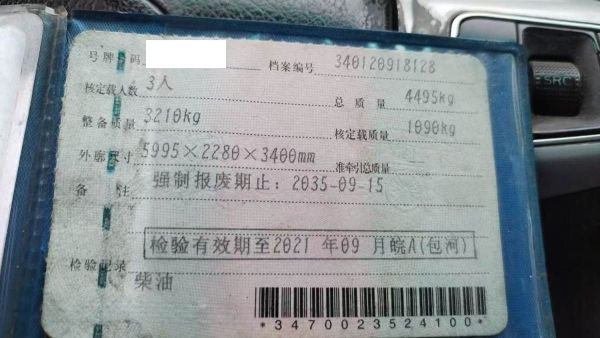 号牌号码 档案编号 340120918128
核定载人数 3人 总质量 4495kg
整备质量 3210kg 核定载质量 1090kg
外廓尺寸 5995×2280×3400mm 准牵引总质量
备注 强制报废期止：2035-09-15
检验有效期至2021年09月皖A(包河)
检验记录
柴油
*3470023524100*
SRC